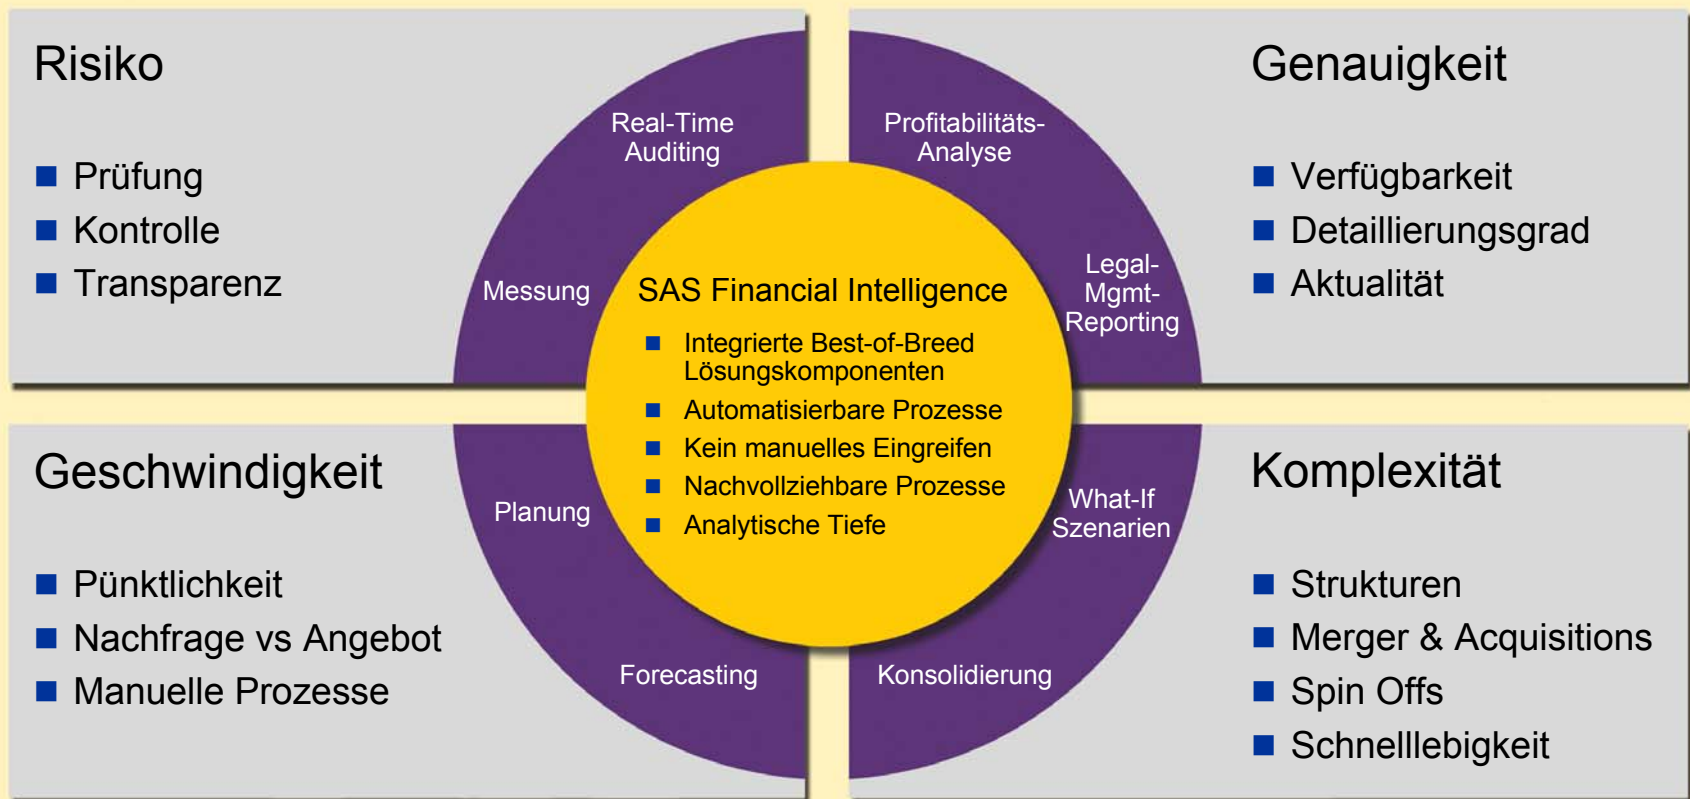 Risiko
Prüfung
Kontrolle
Transparenz
Real-Time
Auditing
Messung
Profitabilitäts-
Analyse
Legal-
Mgmt-
Reporting
Genauigkeit
Verfügbarkeit
Detaillierungsgrad
Aktualität
SAS Financial Intelligence
Integrierte Best-of-Breed
Lösungskomponenten
Automatisierbare Prozesse
Kein manuelles Eingreifen
Nachvollziehbare Prozesse
Analytische Tiefe
Geschwindigkeit
Pünktlichkeit
Nachfrage vs Angebot
Manuelle Prozesse
Planung
Forecasting
What-If
Szenarien
Konsolidierung
Komplexität
Strukturen
Merger & Acquisitions
Spin Offs
Schnelllebigkeit